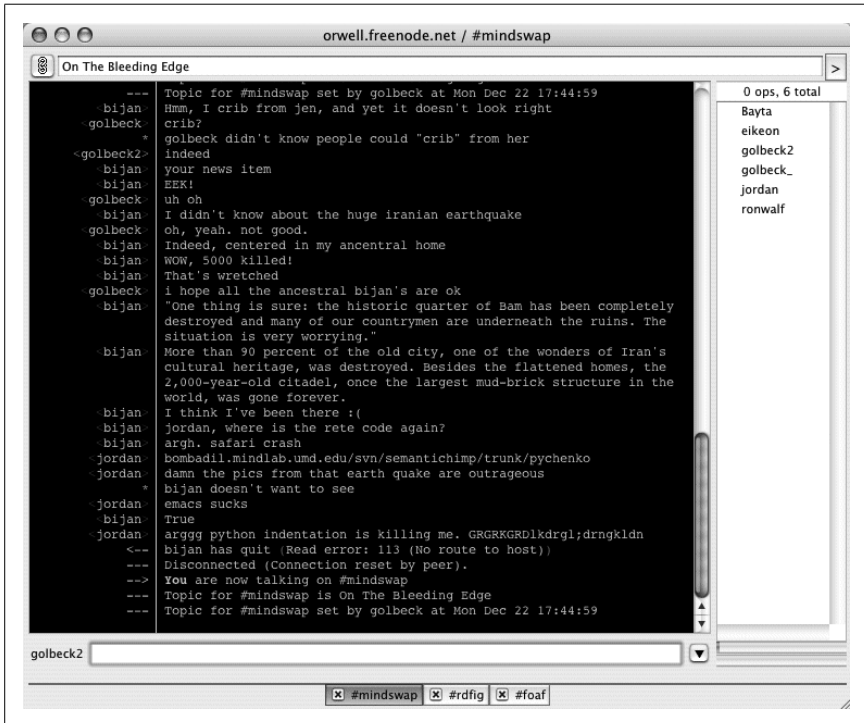 orwell.freenode.net / #mindswap
On The Bleeding Edge
>
--- Topic for #mindswap set by golbeck at Mon Dec 22 17:44:59
<bijan> Hmm, I crib from jen, and yet it doesn't look right
<golbeck> crib?
* golbeck didn't know people could "crib" from her
<golbeck2> indeed
<bijan> your news item
<bijan> EEK!
<golbeck> uh oh
<bijan> I didn't know about the huge iranian earthquake
<golbeck> oh, yeah. not good.
<bijan> Indeed, centered in my ancentral home
<bijan> WOW, 5000 killed!
<bijan> That's wretched
<golbeck> i hope all the ancestral bijan's are ok
<bijan> "One thing is sure: the historic quarter of Bam has been completely
destroyed and many of our countrymen are underneath the ruins. The
situation is very worrying."
<bijan> More than 90 percent of the old city, one of the wonders of Iran's
cultural heritage, was destroyed. Besides the flattened homes, the
2,000-year-old citadel, once the largest mud-brick structure in the
world, was gone forever.
<bijan> I think I've been there :(
<bijan> jordan, where is the rete code again?
<bijan> argh. safari crash
<jordan> bombadil.mindlab.umd.edu/svn/semantichimp/trunk/pychenko
<jordan> damn the pics from that earth quake are outrageous
* bijan doesn't want to see
<jordan> emacs sucks
<bijan> True
<jordan> arggg python indentation is killing me. GRGRKGRDlkdrgl;drngkldn
<-- bijan has quit (Read error: 113 (No route to host))
--- Disconnected (Connection reset by peer).
--> You are now talking on #mindswap
--- Topic for #mindswap is On The Bleeding Edge
--- Topic for #mindswap set by golbeck at Mon Dec 22 17:44:59
0 ops, 6 total
Bayta
eikeon
golbeck2
golbeck_
jordan
ronwalf
golbeck2
#mindswap #rdfig #foaf